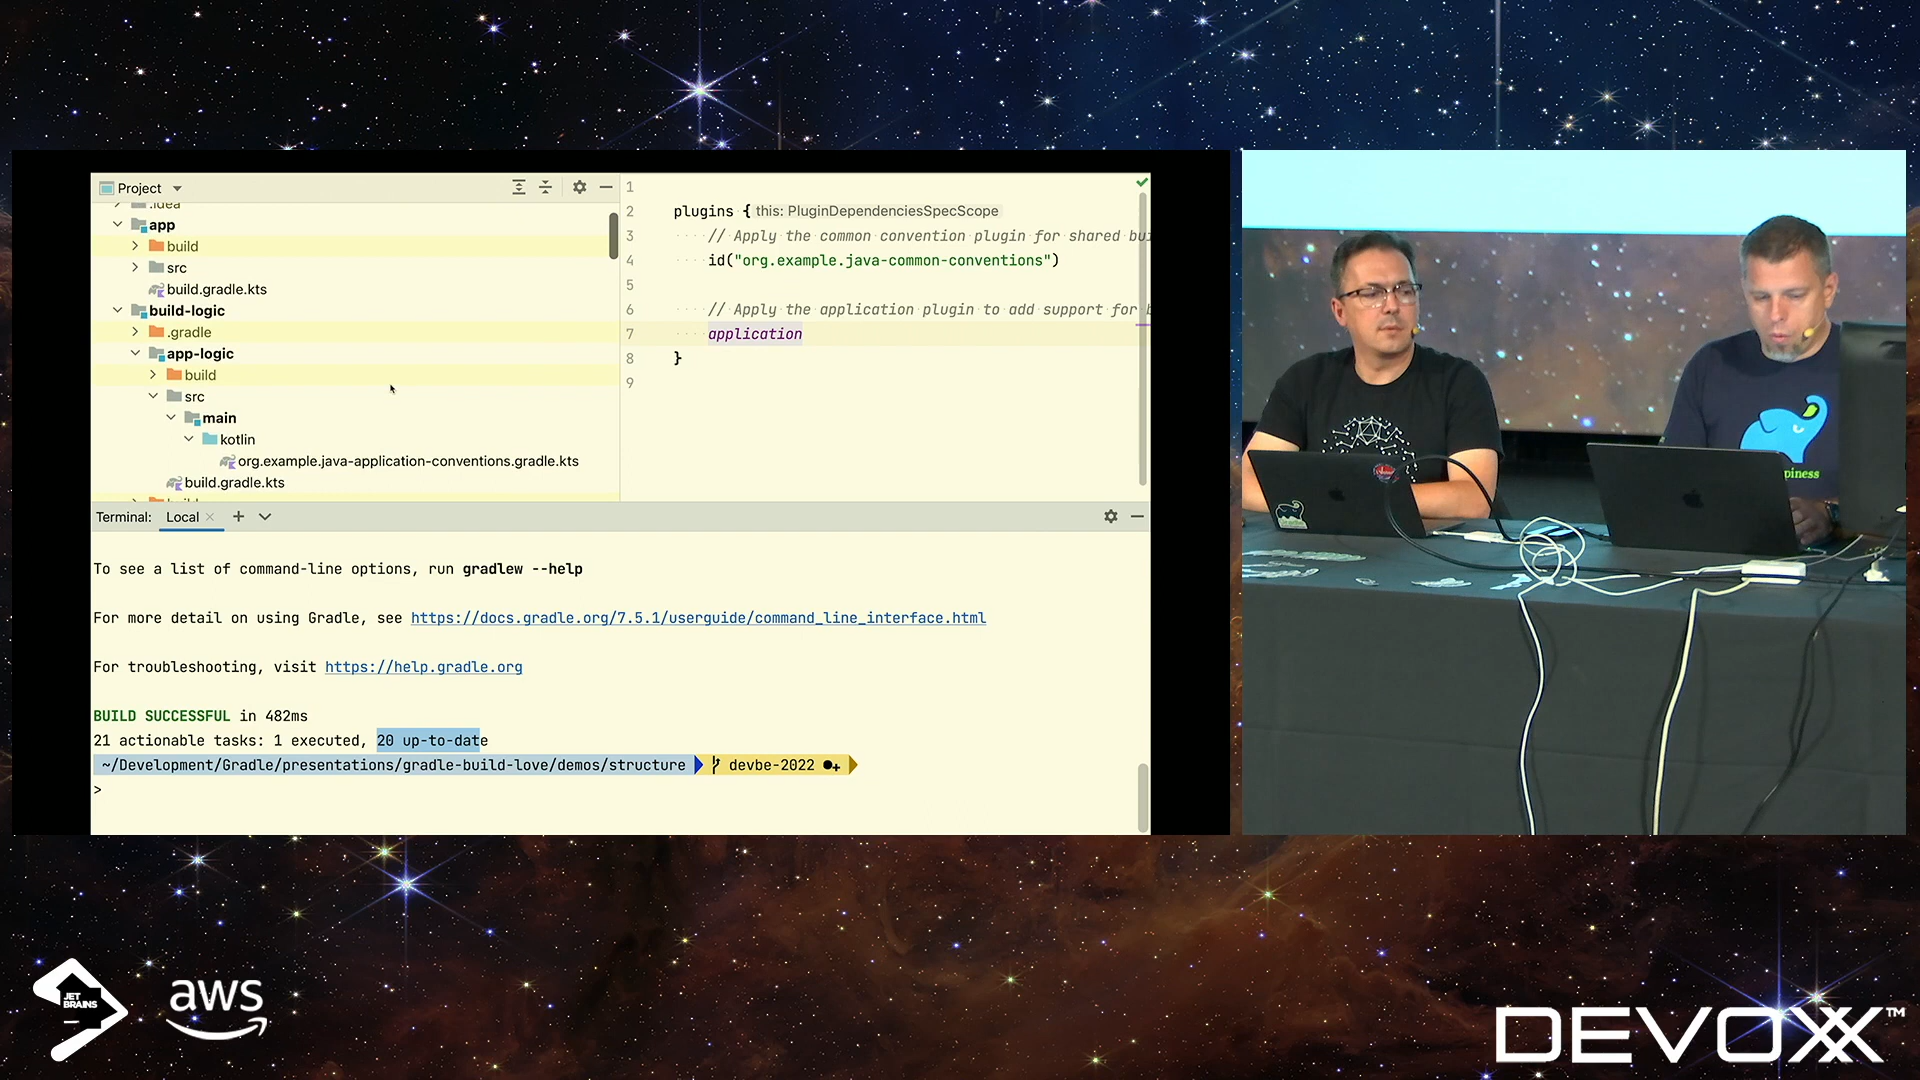 Project
.idea
app
build
src
build.gradle.kts
build-logic
.gradle
app-logic
build
src
main
kotlin
org.example.java-application-conventions.gradle.kts
build.gradle.kts
1
2 plugins { this: PluginDependenciesSpecScope
3 // Apply the common convention plugin for shared bui
4 id("org.example.java-common-conventions")
5
6 // Apply the application plugin to add support for b
7 application
8 }
9
Terminal: Local × +
To see a list of command-line options, run gradlew --help
For more detail on using Gradle, see https://docs.gradle.org/7.5.1/userguide/command_line_interface.html
For troubleshooting, visit https://help.gradle.org
BUILD SUCCESSFUL in 482ms
21 actionable tasks: 1 executed, 20 up-to-date
~/Development/Gradle/presentations/gradle-build-love/demos/structure devbe-2022 ●+
>
piness
JET
BRAINS
aws
DEVOXX™